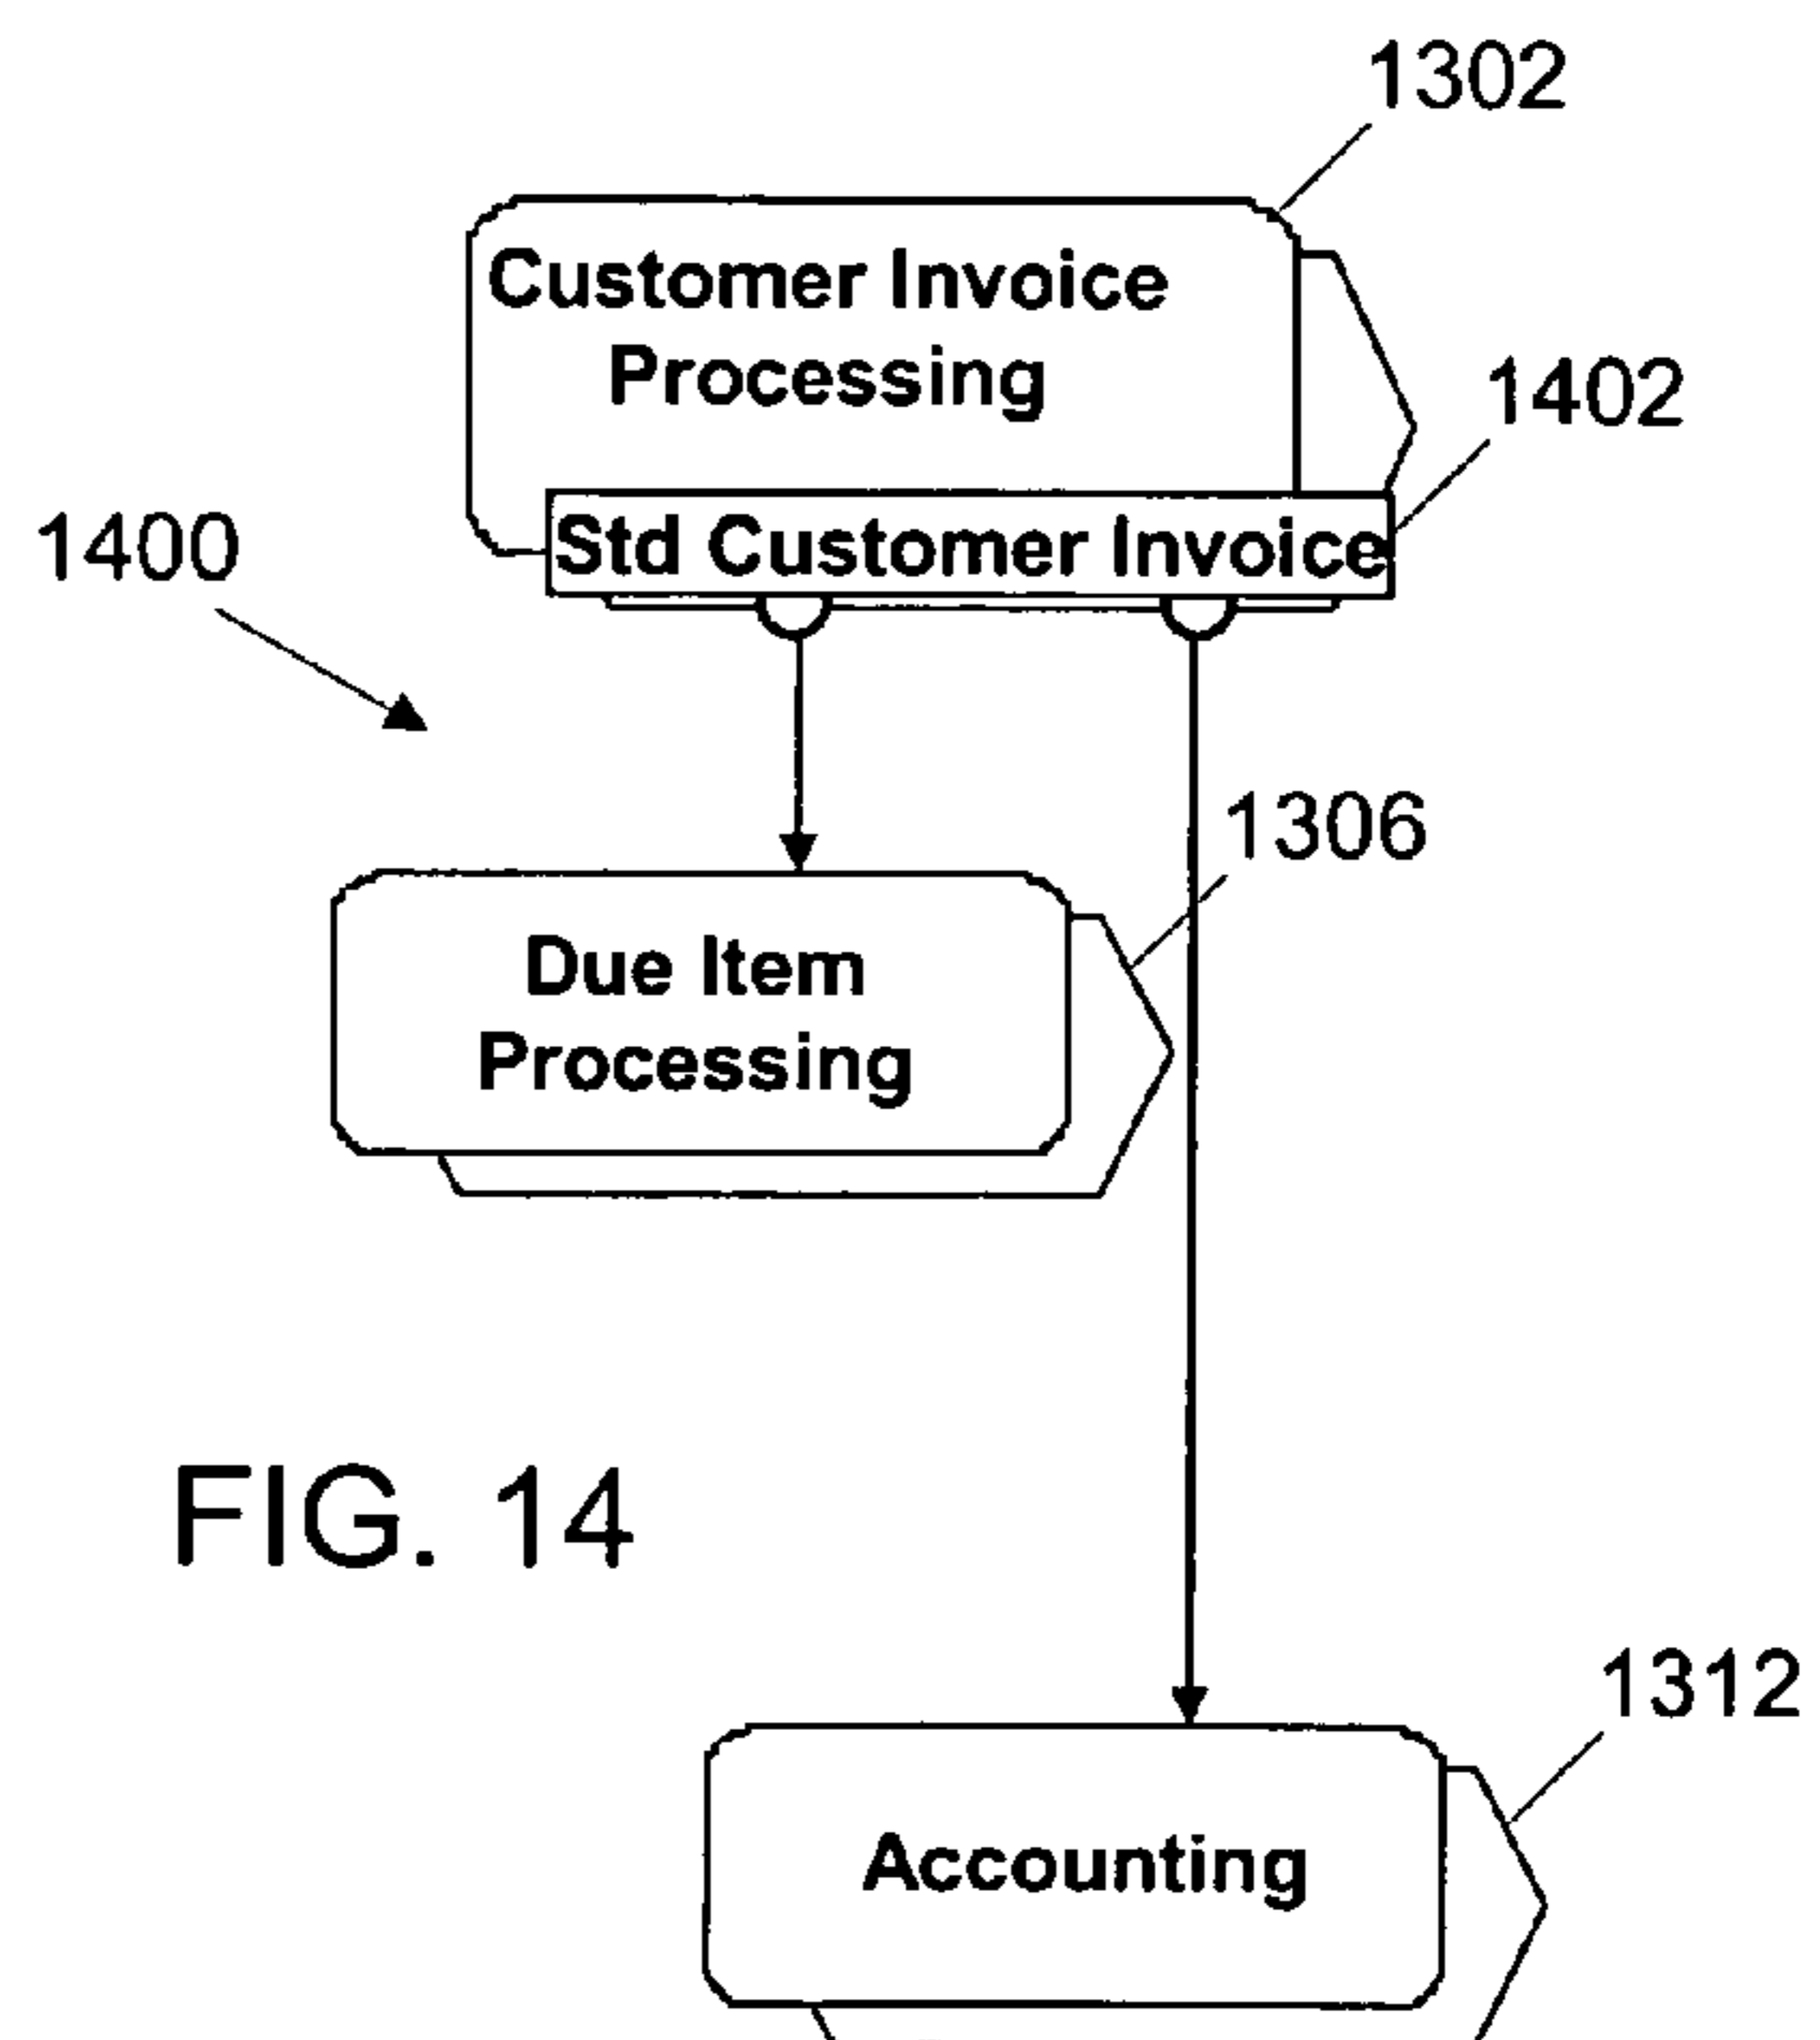 1302
Customer Invoice
Processing
1402
Std Customer Invoice
1400
1306
Due Item
Processing
FIG. 14
1312
Accounting